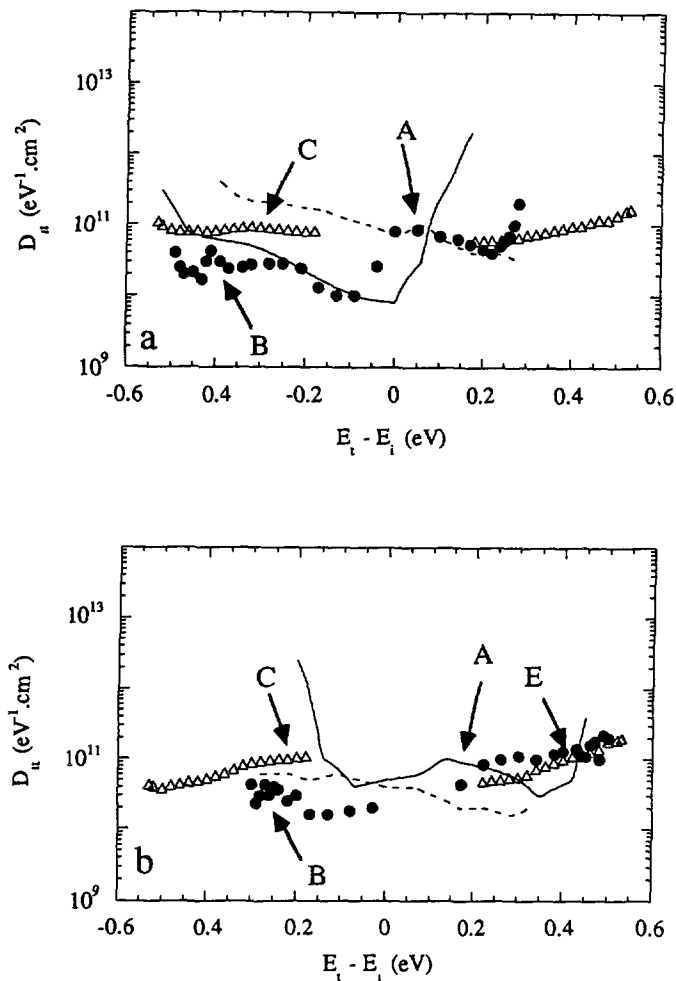 10¹³
10¹¹
10⁹
D_it (eV⁻¹.cm²)
A
C
B
a
-0.6 0.4 -0.2 0 0.2 0.4 0.6
E_t - E_i (eV)
10¹³
10¹¹
10⁹
D_it (eV⁻¹.cm²)
C
A
E
B
b
-0.6 0.4 0.2 0 0.2 0.4 0.6
E_t - E_i (eV)